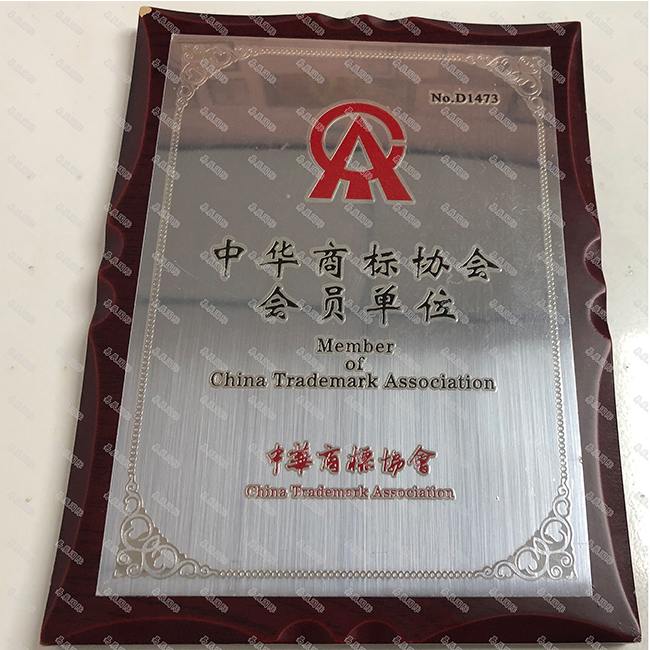 No.D1473
中华商标协会
会员单位
Member
of
China Trademark Association
中華商標协會
China Trademark Association